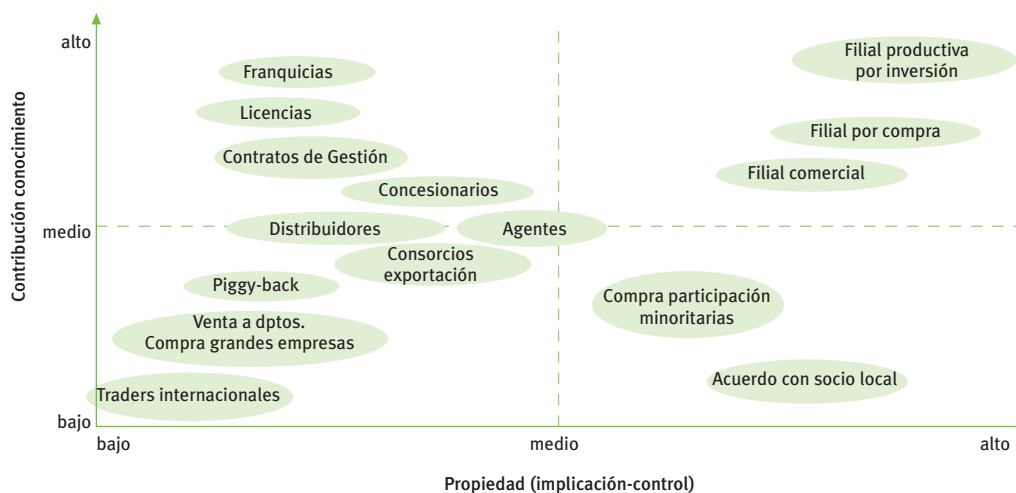 alto
Filial productiva
por inversión
Franquicias
Licencias
Filial por compra
Contratos de Gestión
Filial comercial
Concesionarios
Contribución conocimiento
medio
Distribuidores
Agentes
Consorcios
exportación
Piggy-back
Compra participación
minoritarias
Venta a dptos.
Compra grandes empresas
Acuerdo con socio local
Traders internacionales
bajo
bajo
medio
alto
Propiedad (implicación-control)